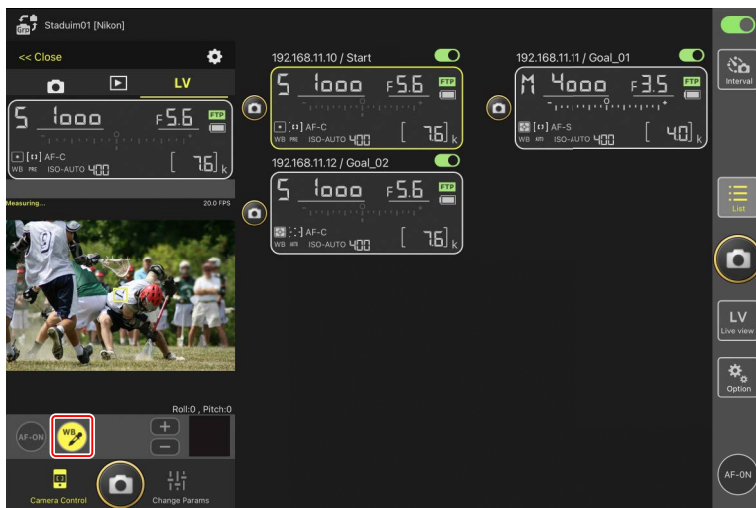 Grp Staduim01 [Nikon]
<< Close
LV
S 1000 F5.6 FTP
- +
[ ] AF-C
WB PRE ISO-AUTO 400 [ 7.6] k
Measuring... 20.0 FPS
Roll:0 , Pitch:0
AF-ON WB + -
Camera Control Change Params
192.168.11.10 / Start
S 1000 F5.6 FTP
- +
[ ] AF-C
WB PRE ISO-AUTO 400 [ 7.6] k
192.168.11.11 / Goal_01
M 4000 F3.5 FTP
- +
[ ] AF-S
WB AUTO ISO-AUTO 400 [ 4.0] k
192.168.11.12 / Goal_02
S 1000 F5.6 FTP
- +
[ ] AF-C
WB AUTO ISO-AUTO 400 [ 7.6] k
Interval
List
LV
Live view
Option
AF-ON